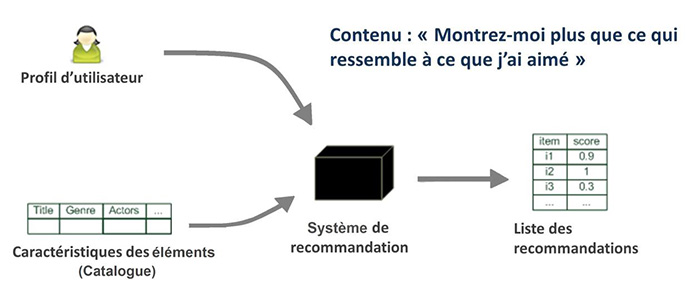 Contenu : « Montrez-moi plus que ce qui
ressemble à ce que j'ai aimé »
Profil d'utilisateur
Title Genre Actors ...
Caractéristiques des éléments
(Catalogue)
Système de
recommandation
item score
i1 0.9
i2 1
i3 0.3
... ...
Liste des
recommandations